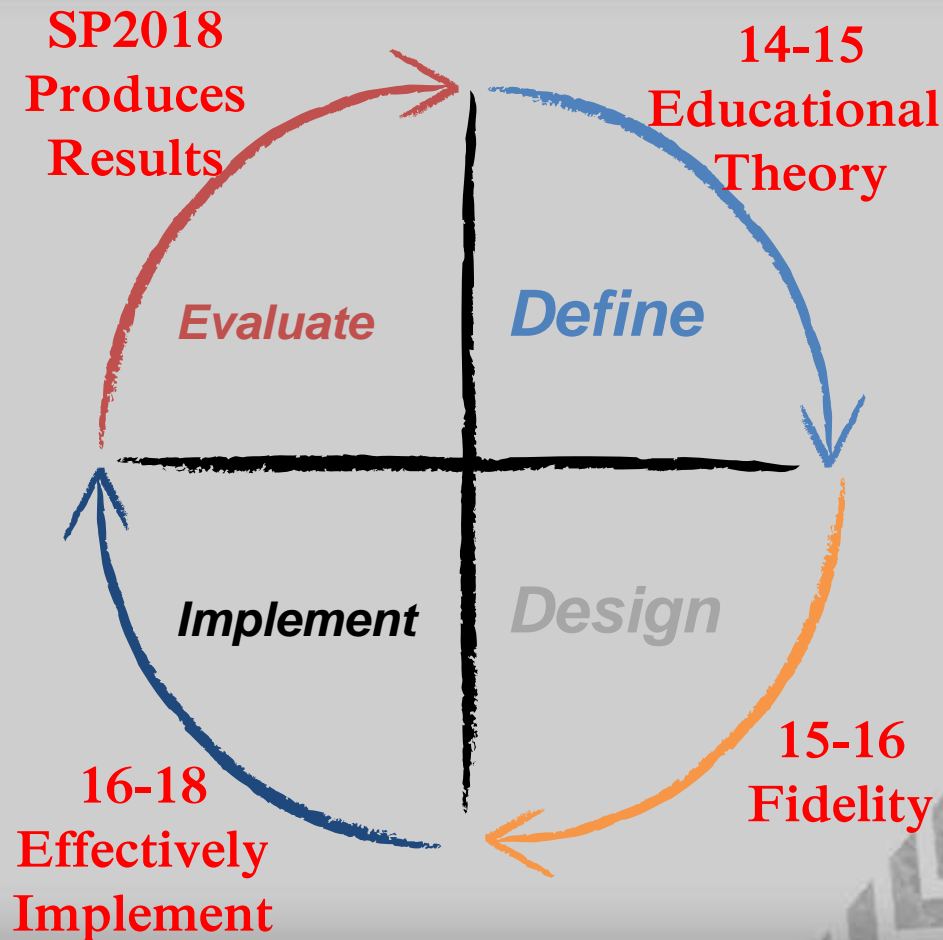 SP2018
Produces
Results
14-15
Educational
Theory
Evaluate
Define
Implement
Design
16-18
Effectively
Implement
15-16
Fidelity